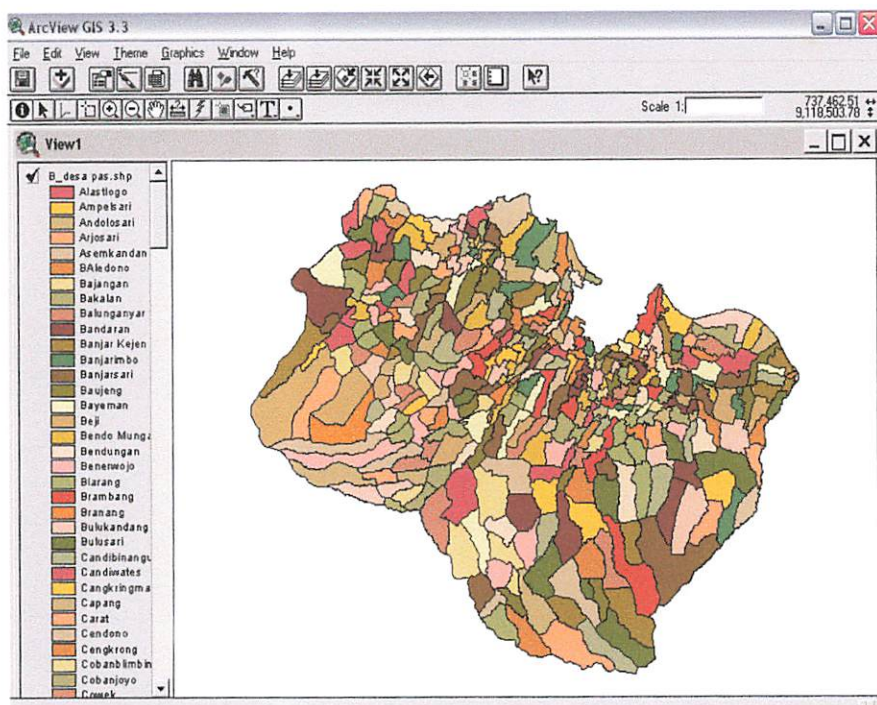 ArcView GIS 3.3
File Edit View Theme Graphics Window Help
Scale 1: 737,462.51
9,118,503.78
View1
B_desa pas.shp
Alastlogo
Ampelsari
Andolosari
Arjosari
Asemkandan
BAledono
Bajangan
Bakalan
Balunganyar
Bandaran
Banjar Kejen
Banjarimbo
Banjarsari
Baujeng
Bayeman
Beji
Bendo Munga
Bendungan
Benerwojo
Blarang
Brambang
Branang
Bulukandang
Bulusari
Candibinangu
Candiwates
Cangkringma
Capang
Carat
Cendono
Cengkrong
Cobanblimbin
Cobanjoyo
Cowek